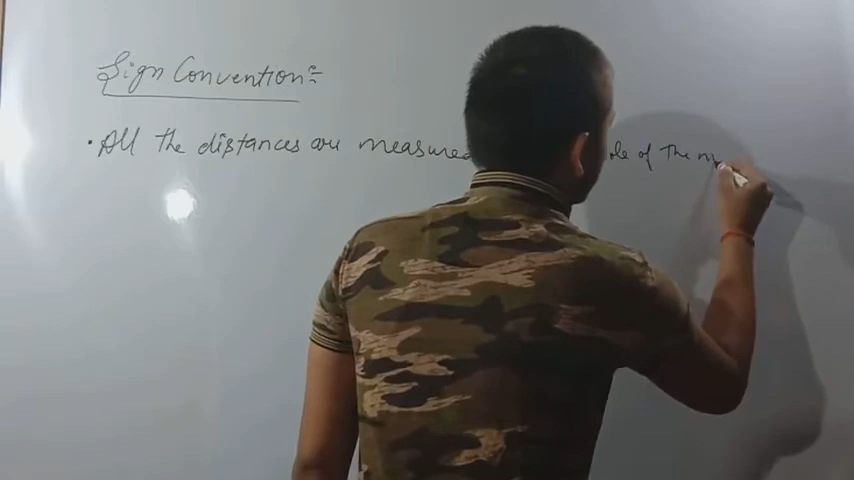 Sign Convention:-
• All the distances are measured ole of the m